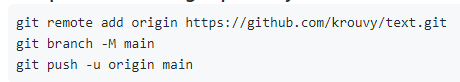 git remote add origin https://github.com/krouvy/text.git
git branch -M main
git push -u origin main